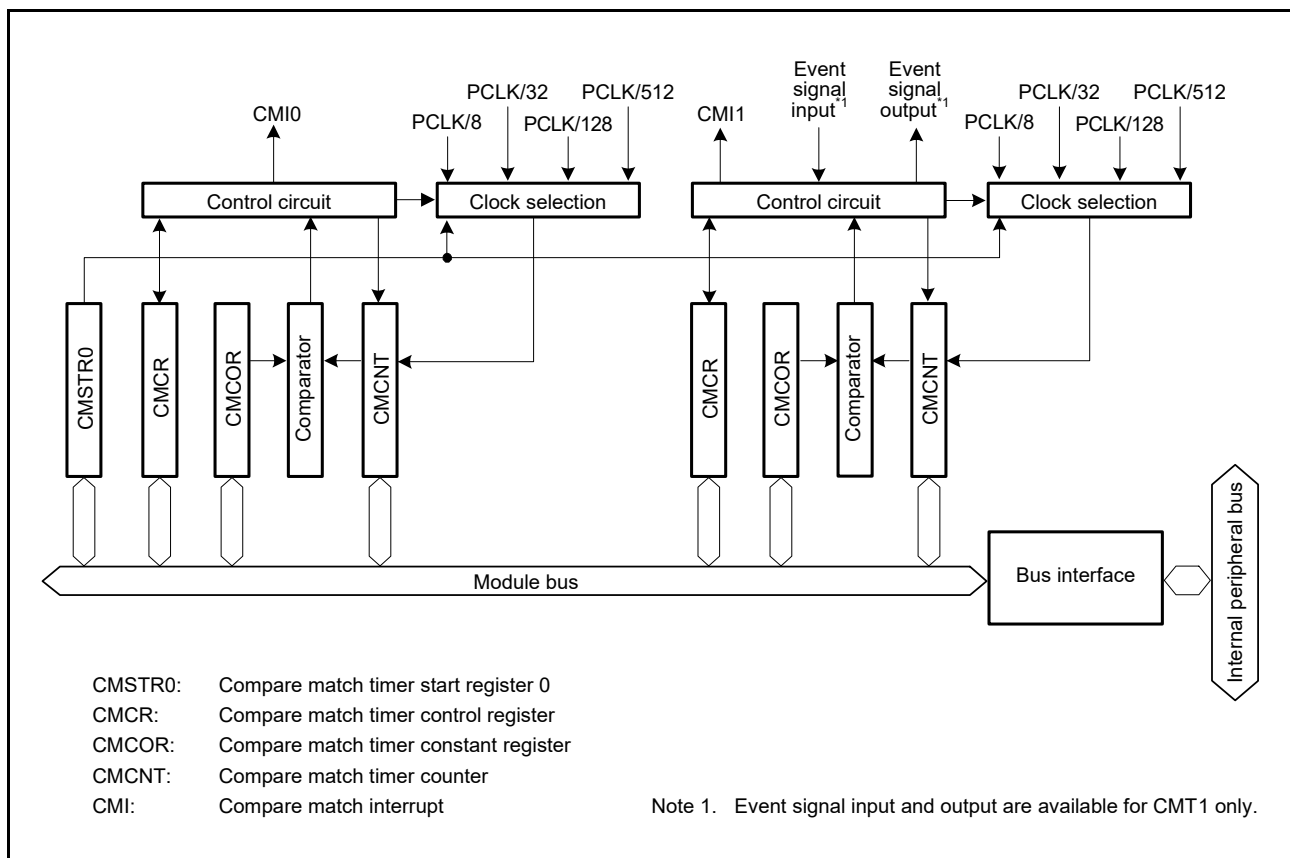 CMI0
PCLK/8
PCLK/32
PCLK/128
PCLK/512
CMI1
Event
signal
input*1
Event
signal
output*1
PCLK/8
PCLK/32
PCLK/128
PCLK/512
Control circuit
Clock selection
Control circuit
Clock selection
CMSTR0
CMCR
CMCOR
Comparator
CMCNT
CMCR
CMCOR
Comparator
CMCNT
Module bus
Bus interface
Internal peripheral bus
CMSTR0: Compare match timer start register 0
CMCR: Compare match timer control register
CMCOR: Compare match timer constant register
CMCNT: Compare match timer counter
CMI: Compare match interrupt
Note 1. Event signal input and output are available for CMT1 only.